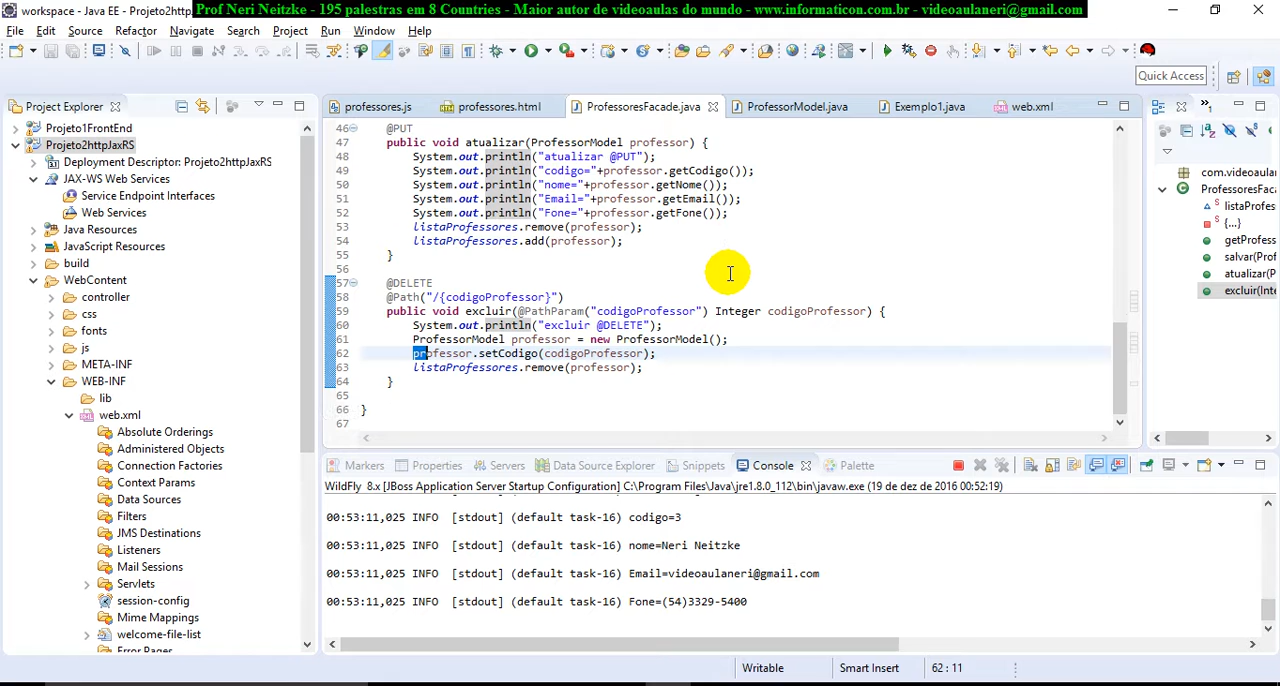 workspace - Java EE - Projeto2http
Prof Neri Neitzke - 195 palestras em 8 Countries - Maior autor de videoaulas do mundo - www.informaticon.com.br - videoaulaneri@gmail.com
File Edit Source Refactor Navigate Search Project Run Window Help
Quick Access
Project Explorer
professores.js professores.html ProfessoresFacade.java ProfessorModel.java Exemplo1.java web.xml
Projeto1FrontEnd
Projeto2httpJaxRS
Deployment Descriptor: Projeto2httpJaxRS
JAX-WS Web Services
Service Endpoint Interfaces
Web Services
Java Resources
JavaScript Resources
build
WebContent
controller
css
fonts
js
META-INF
WEB-INF
lib
web.xml
Absolute Orderings
Administered Objects
Connection Factories
Context Params
Data Sources
Filters
JMS Destinations
Listeners
Mail Sessions
Servlets
session-config
Mime Mappings
welcome-file-list
Error Pages
46 @PUT
47 public void atualizar(ProfessorModel professor) {
48 System.out.println("atualizar @PUT");
49 System.out.println("codigo="+professor.getCodigo());
50 System.out.println("nome="+professor.getNome());
51 System.out.println("Email="+professor.getEmail());
52 System.out.println("Fone="+professor.getFone());
53 listaProfessores.remove(professor);
54 listaProfessores.add(professor);
55 }
56
57 @DELETE
58 @Path("/{codigoProfessor}")
59 public void excluir(@PathParam("codigoProfessor") Integer codigoProfessor) {
60 System.out.println("excluir @DELETE");
61 ProfessorModel professor = new ProfessorModel();
62 professor.setCodigo(codigoProfessor);
63 listaProfessores.remove(professor);
64 }
65
66 }
67
com.videoaula
ProfessoresFaca
listaProfes
{...}
getProfess
salvar(Prof
atualizar(P
excluir(Inte
Markers Properties Servers Data Source Explorer Snippets Console Palette
WildFly 8.x [JBoss Application Server Startup Configuration] C:\Program Files\Java\jre1.8.0_112\bin\javaw.exe (19 de dez de 2016 00:52:19)
00:53:11,025 INFO [stdout] (default task-16) codigo=3
00:53:11,025 INFO [stdout] (default task-16) nome=Neri Neitzke
00:53:11,025 INFO [stdout] (default task-16) Email=videoaulaneri@gmail.com
00:53:11,025 INFO [stdout] (default task-16) Fone=(54)3329-5400
Writable Smart Insert 62 : 11